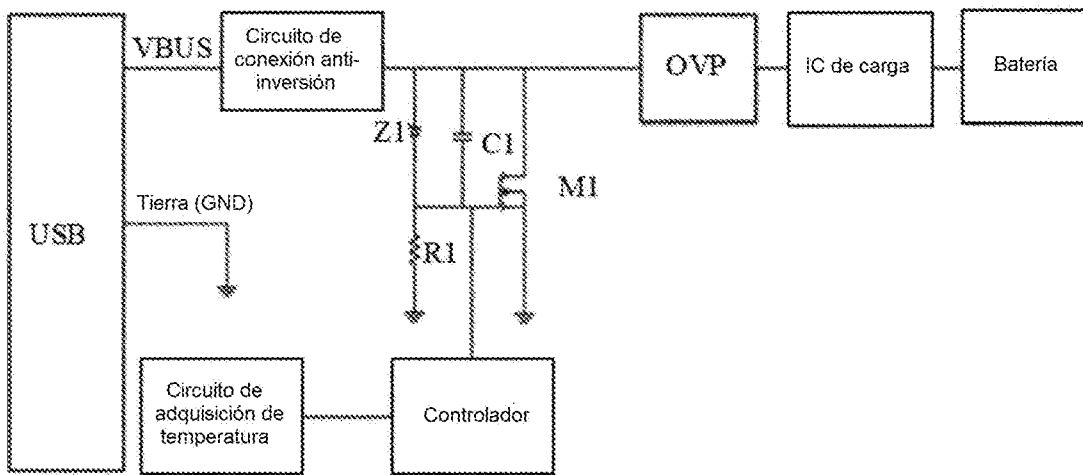 VBUS
Circuito de
conexión anti-
inversión
OVP
IC de carga
Batería
Z1
C1
M1
Tierra (GND)
USB
R1
Circuito de
adquisición de
temperatura
Controlador